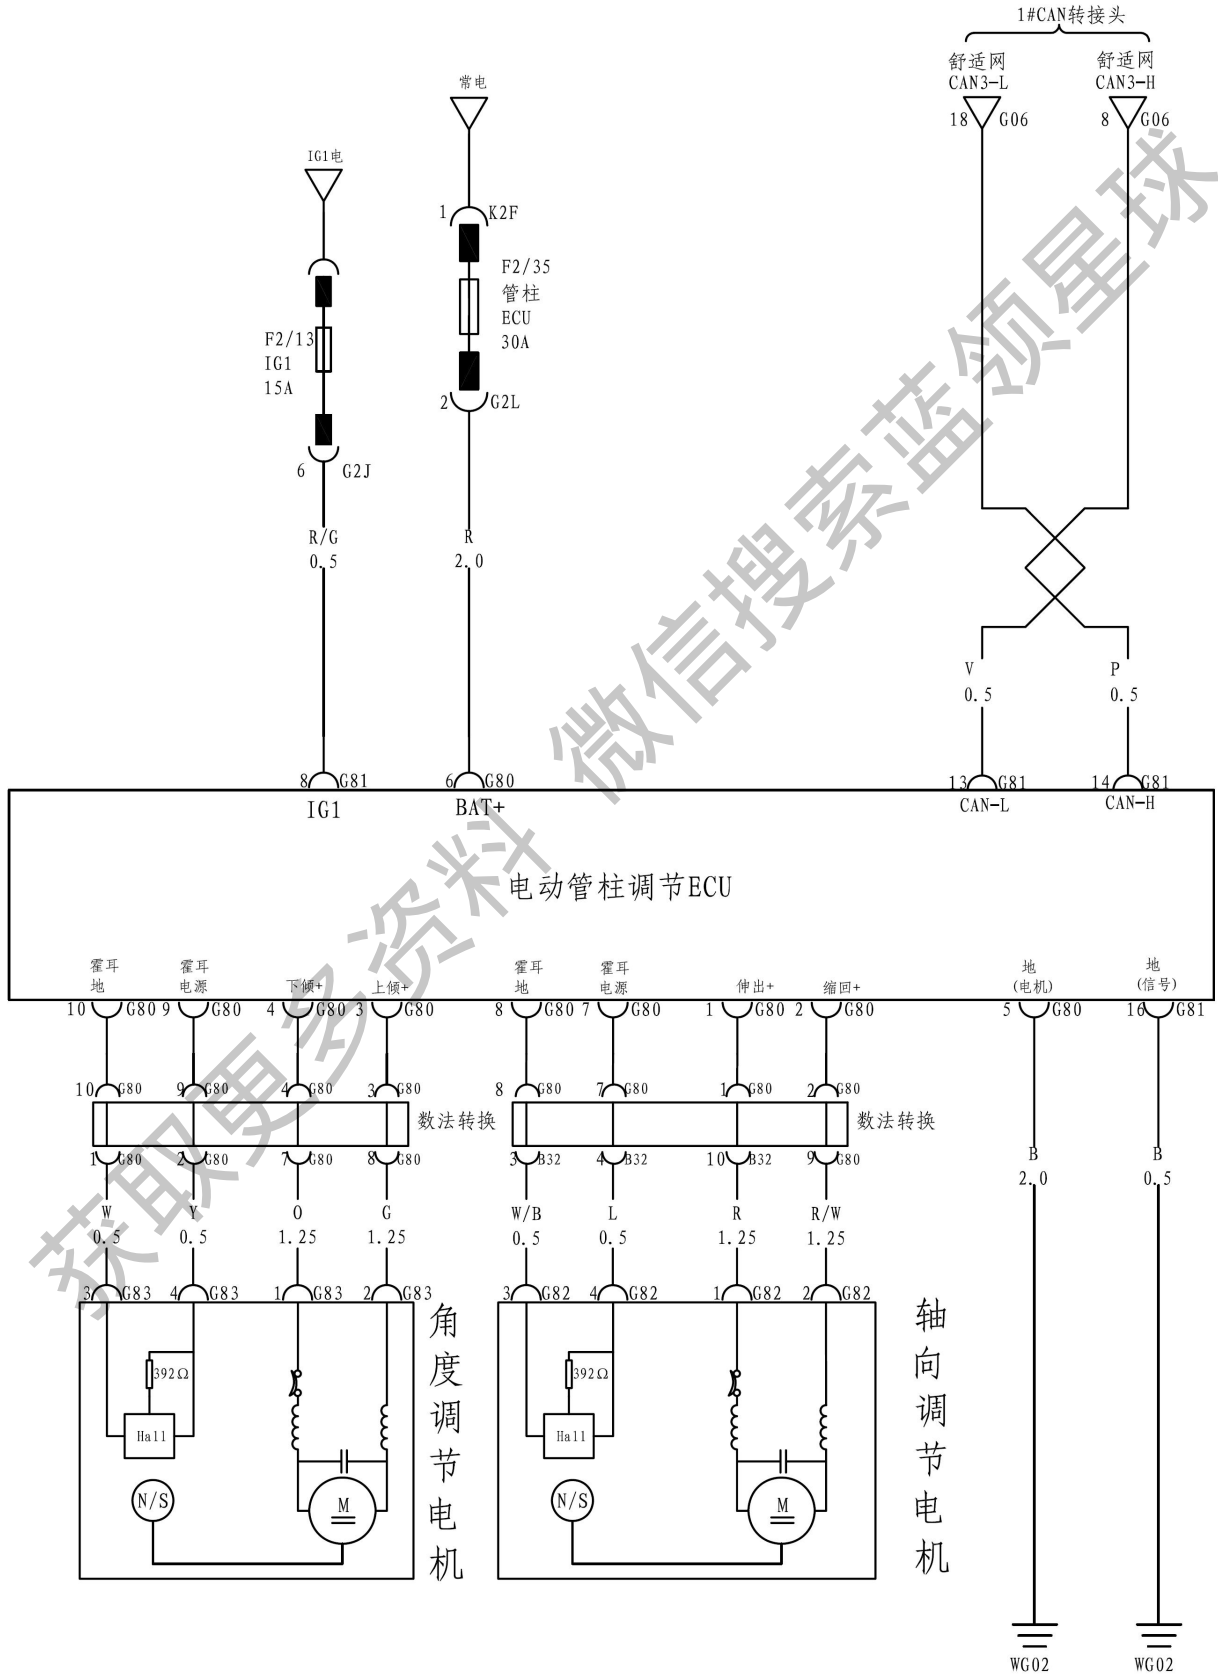 1#CAN转接头
舒适网
CAN3-L
舒适网
CAN3-H
18
G06
8
G06
常电
IG1电
1
K2F
F2/35
管柱
ECU
30A
2
G2L
F2/13
IG1
15A
6
G2J
R/G
0.5
R
2.0
V
0.5
P
0.5
8
G81
6
G80
13
G81
14
G81
IG1
BAT+
CAN-L
CAN-H
电动管柱调节ECU
霍耳
地
霍耳
电源
下倾+
上倾+
霍耳
地
霍耳
电源
伸出+
缩回+
地
(电机)
地
(信号)
10
G80
9
G80
4
G80
3
G80
8
G80
7
G80
1
G80
2
G80
5
G80
16
G81
10
G80
9
G80
4
G80
3
G80
8
G80
7
G80
1
G80
2
G80
数法转换
数法转换
1
G80
2
G80
7
G80
8
G80
3
B32
4
B32
10
B32
9
G80
B
2.0
B
0.5
W
0.5
Y
0.5
O
1.25
G
1.25
W/B
0.5
L
0.5
R
1.25
R/W
1.25
3
G83
4
G83
1
G83
2
G83
3
G82
4
G82
1
G82
2
G82
392Ω
Hall
N/S
M
角度调节电机
392Ω
Hall
N/S
M
轴向调节电机
WG02
WG02
获取更多资料 微信搜索蓝领星球